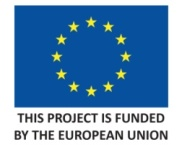 THIS PROJECT IS FUNDED
BY THE EUROPEAN UNION